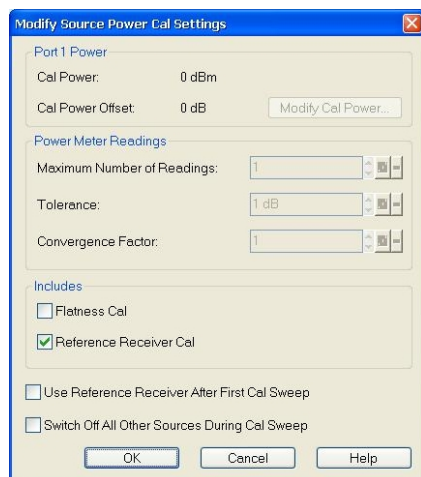 Modify Source Power Cal Settings
Port 1 Power
Cal Power: 0 dBm
Cal Power Offset: 0 dB Modify Cal Power...
Power Meter Readings
Maximum Number of Readings: 1
Tolerance: 1 dB
Convergence Factor: 1
Includes
Flatness Cal
Reference Receiver Cal
Use Reference Receiver After First Cal Sweep
Switch Off All Other Sources During Cal Sweep
OK Cancel Help